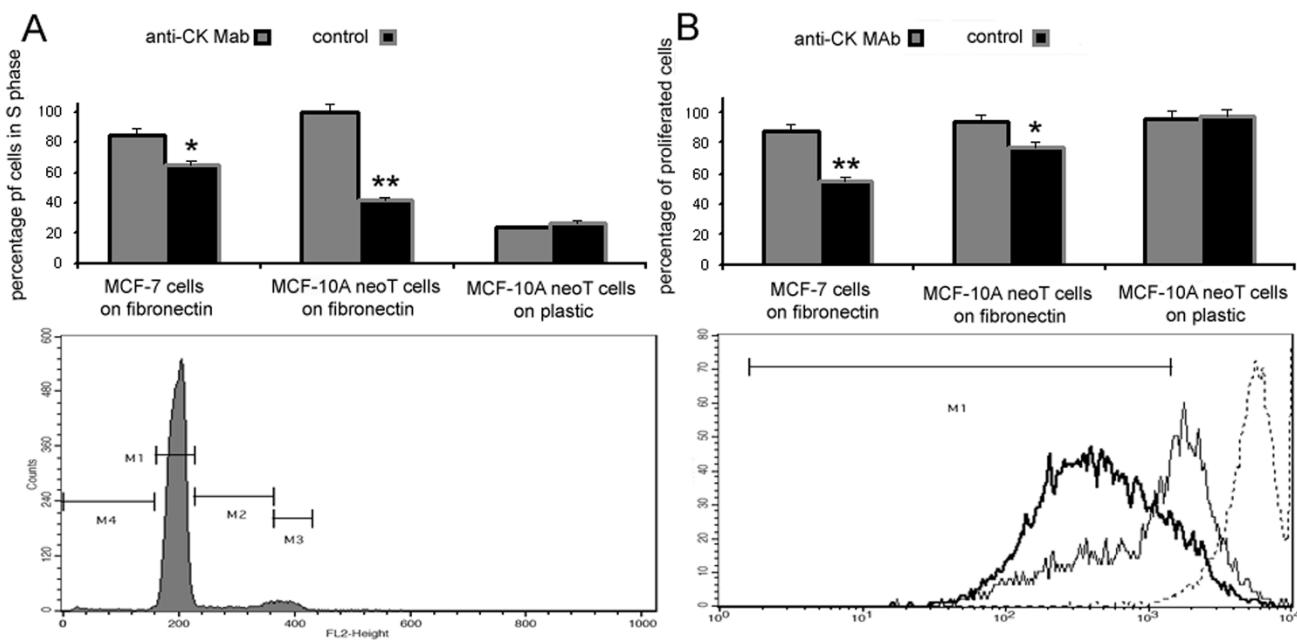 A
anti-CK Mab control
percentage pf cells in S phase
100
80
60
40
20
0
*
**
MCF-7 cells
on fibronectin
MCF-10A neoT cells
on fibronectin
MCF-10A neoT cells
on plastic
600
480
360
240
120
0
Counts
M1
M4
M2
M3
0 200 400 600 800 1000
FL2-Height
B
anti-CK MAb control
percentage of proliferated cells
100
80
60
40
20
0
**
*
MCF-7 cells
on fibronectin
MCF-10A neoT cells
on fibronectin
MCF-10A neoT cells
on plastic
80
70
60
50
40
30
20
10
0
M1
10⁰ 10¹ 10² 10³ 10⁴